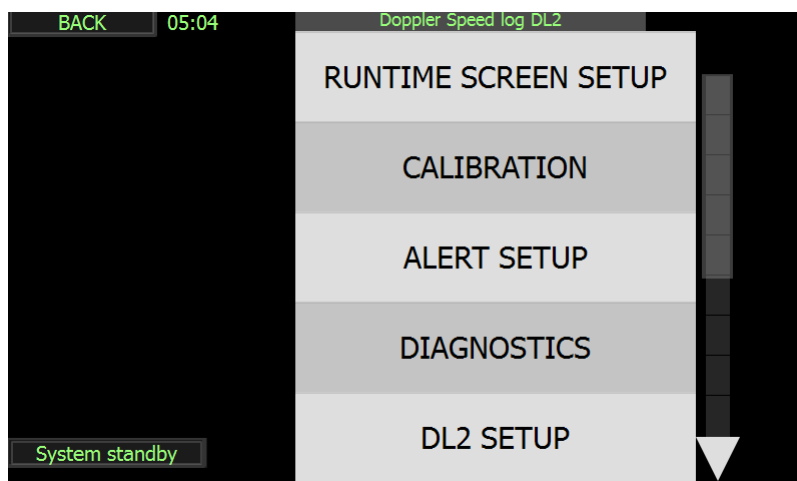 BACK 05:04 Doppler Speed log DL2
RUNTIME SCREEN SETUP
CALIBRATION
ALERT SETUP
DIAGNOSTICS
DL2 SETUP
System standby